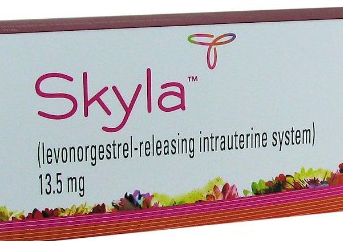 Skyla™
(levonorgestrel-releasing intrauterine system)
13.5 mg